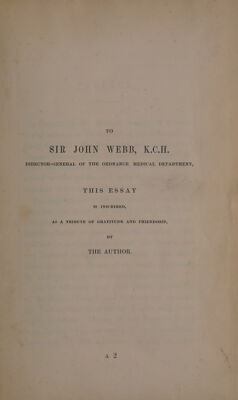 TO
SIR JOHN WEBB, K.C.H.
DIRECTOR-GENERAL OF THE ORDNANCE MEDICAL DEPARTMENT,
THIS ESSAY
IS INSCRIBED,
AS A TRIBUTE OF GRATITUDE AND FRIENDSHIP,
BY
THE AUTHOR.
A 2